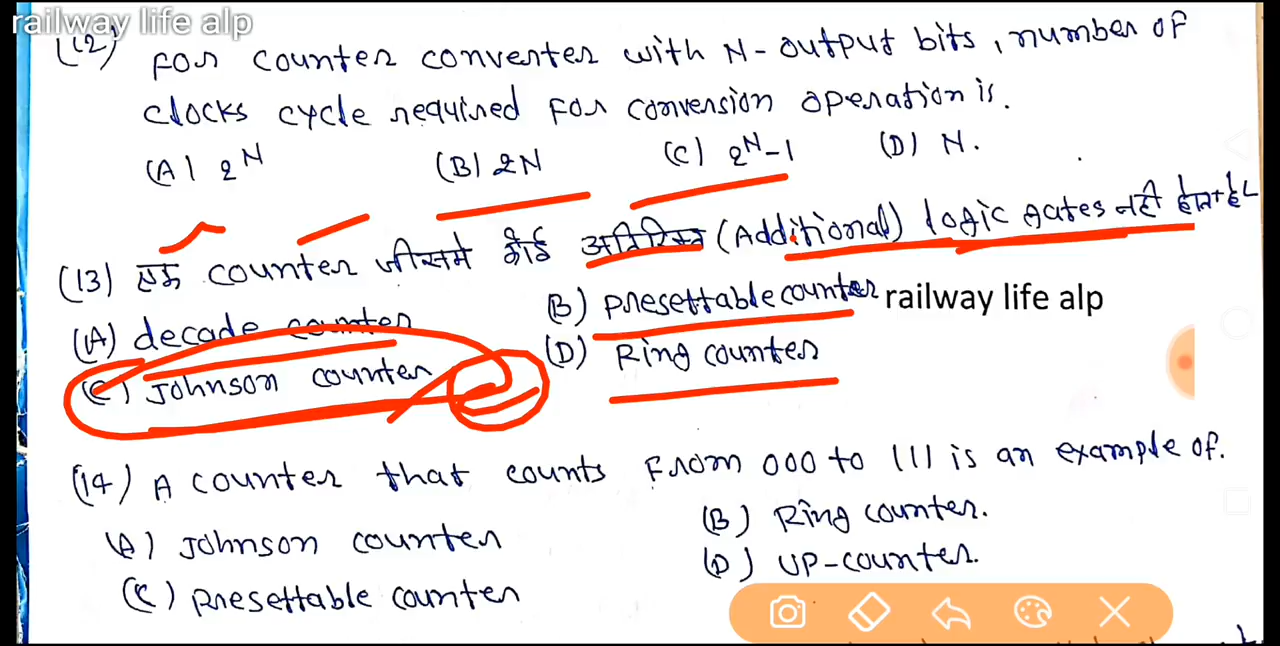 railway life alp
(12) For counter converter with N-output bits, number of
clocks cycle required for conversion operation is.
(A) 2^N (B) 2N (C) 2^N-1 (D) N.
(13) एक counter जीसमे कोई अतिरिक्त (Additional) logic gates नही
(A) decade counter (B) presettable counter railway life alp
(C) Johnson counter (D) Ring counter
(14) A counter that counts from 000 to 111 is an example of.
(A) Johnson counter (B) Ring counter.
(C) presettable counter (D) UP-counter.